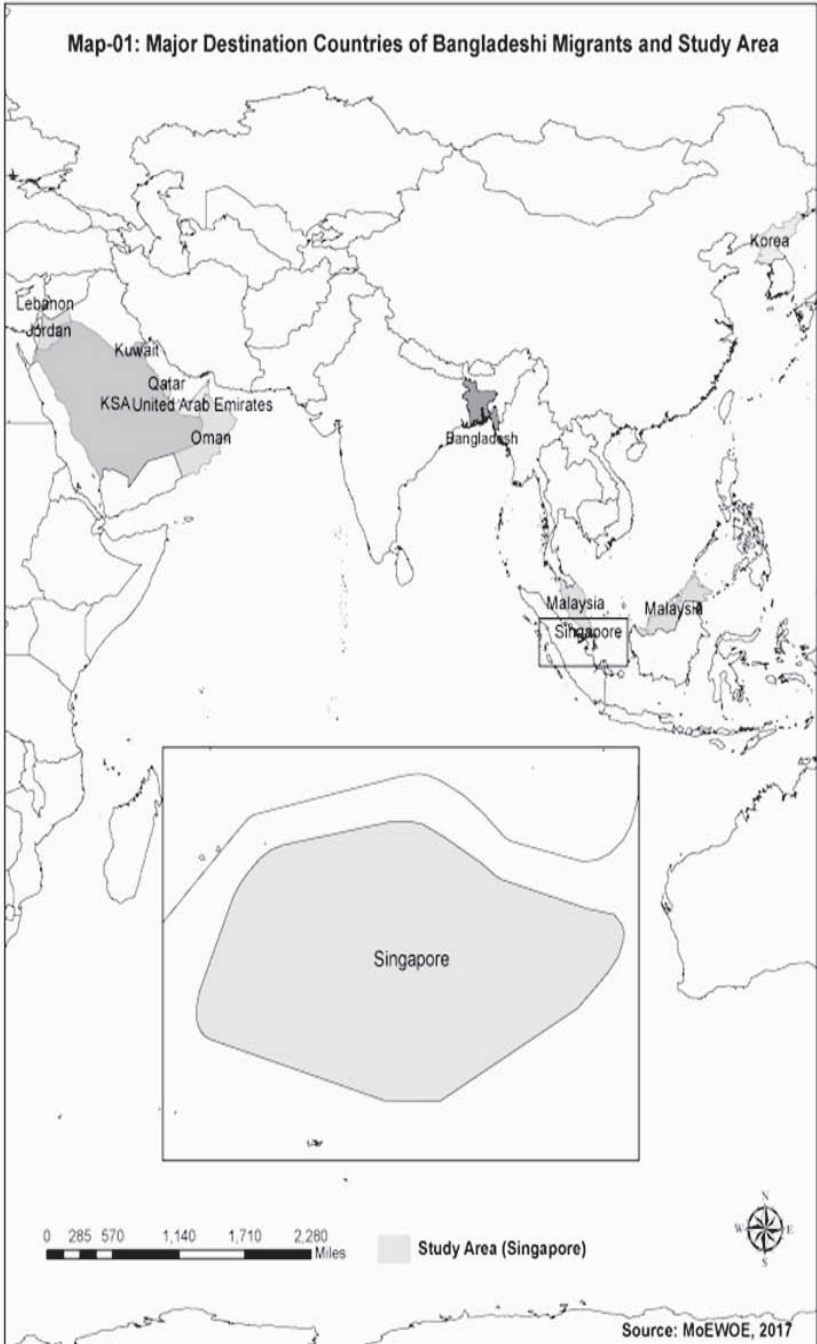 Map-01: Major Destination Countries of Bangladeshi Migrants and Study Area
Korea
Lebanon
Jordan
Kuwait
Qatar
KSA United Arab Emirates
Oman
Bangladesh
Malaysia
Malaysia
Singapore
Singapore
0 285 570 1,140 1,710 2,280
Miles
Study Area (Singapore)
N
W E
S
Source: MoEWOE, 2017